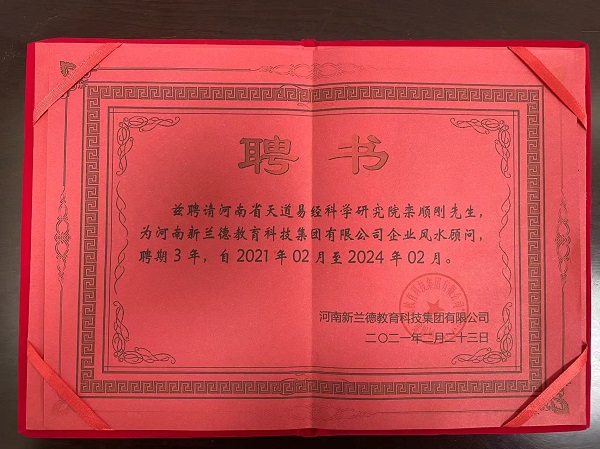 聘书
兹聘请河南省天道易经科学研究院栾顺刚先生，
为河南新兰德教育科技集团有限公司企业风水顾问，
聘期3年，自2021年02月至2024年02月。
河南新兰德教育科技集团有限公司
二〇二一年二月二十三日